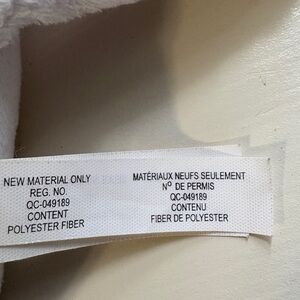 NEW MATERIAL ONLY
REG. NO.
QC-049189
CONTENT
POLYESTER FIBER
MATÉRIAUX NEUFS SEULEMENT
Nº DE PERMIS
QC-049189
CONTENU
FIBER DE POLYESTER